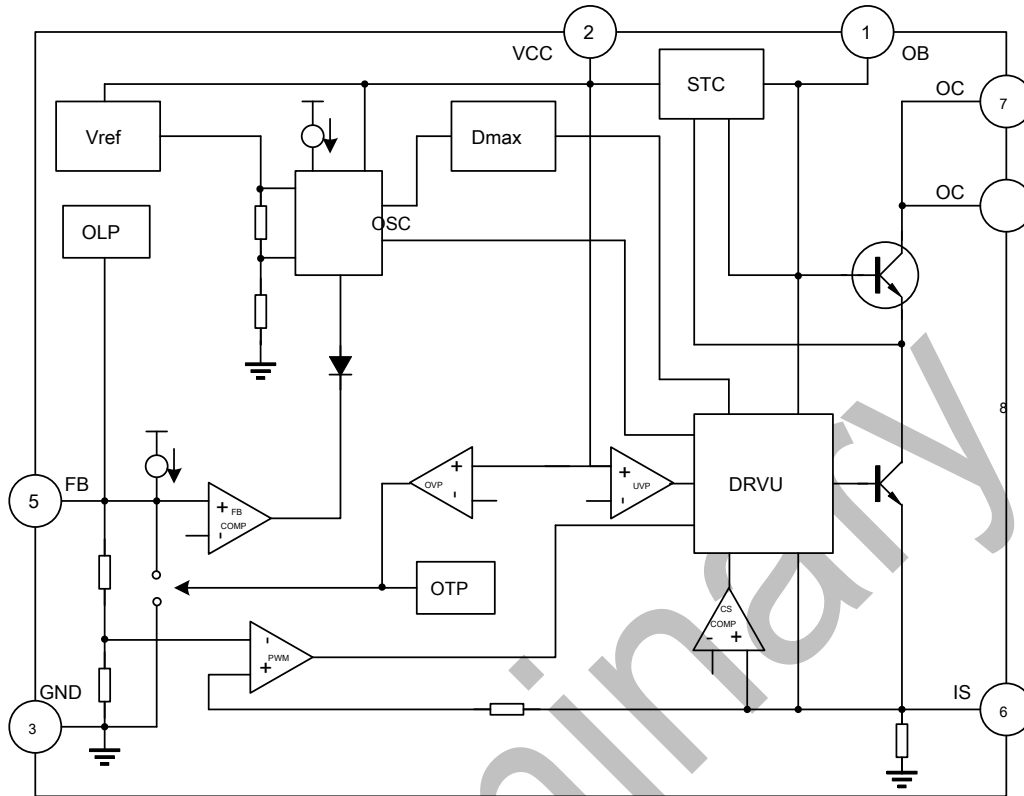 2
1
VCC
OB
STC
OC
7
Vref
Dmax
OC
OLP
OSC
8
5
FB
+
-
FB
COMP
OVP
+
-
+
-
UVP
DRVU
OTP
CS
COMP
-
+
-
+
PWM
GND
3
IS
6
minary